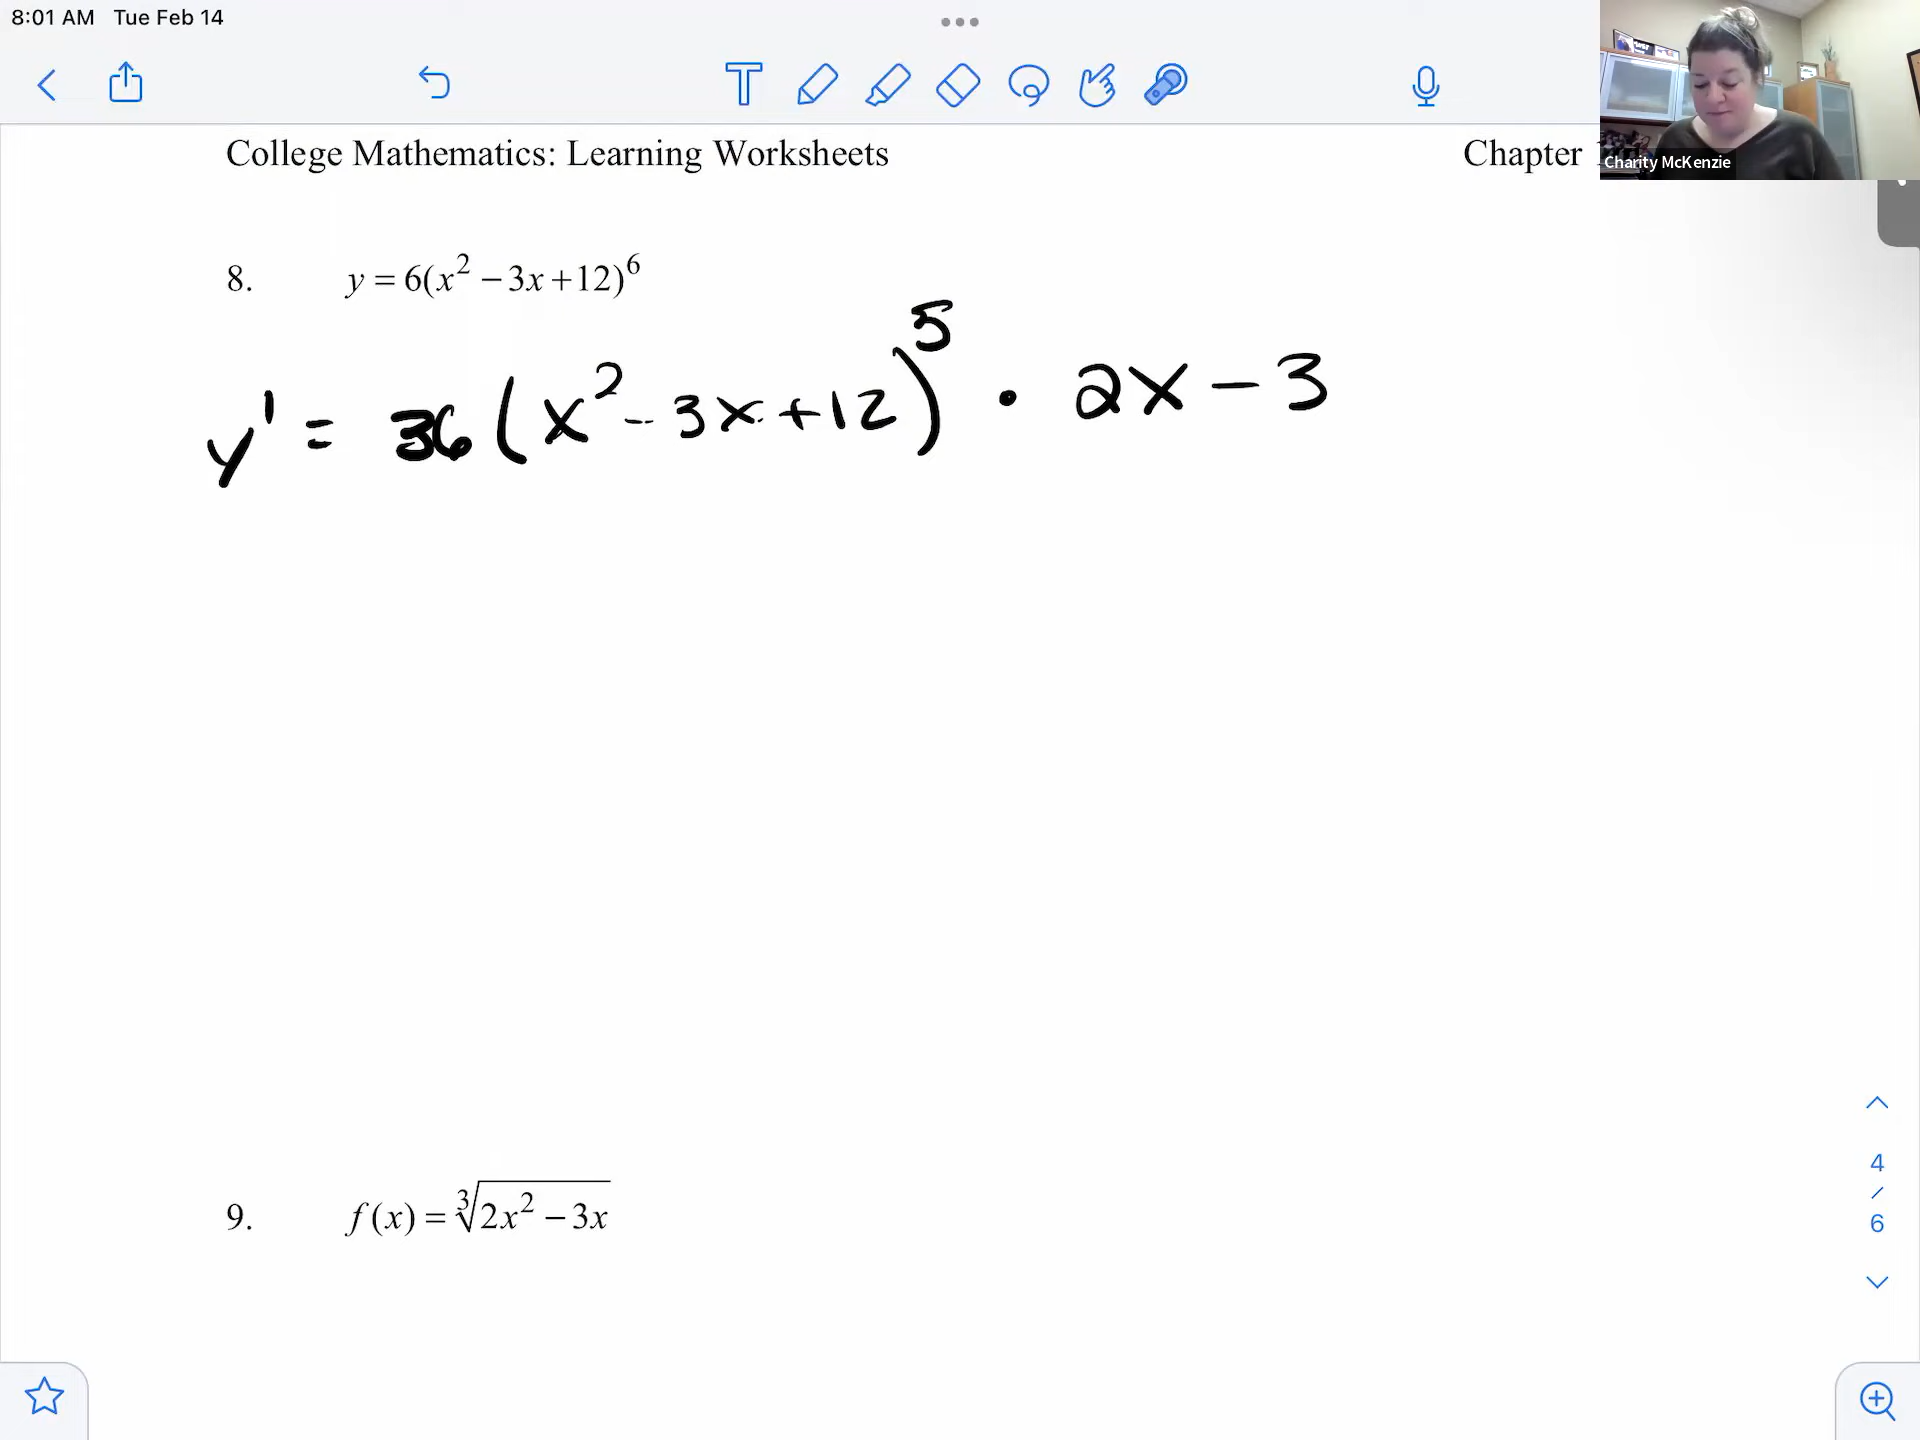 8:01 AM Tue Feb 14
Charity McKenzie
College Mathematics: Learning Worksheets Chapter
8. y = 6(x² − 3x + 12)⁶
y' = 36(x² - 3x + 12)⁵ · 2x - 3
9. f(x) = ∛(2x² − 3x)
4
/
6